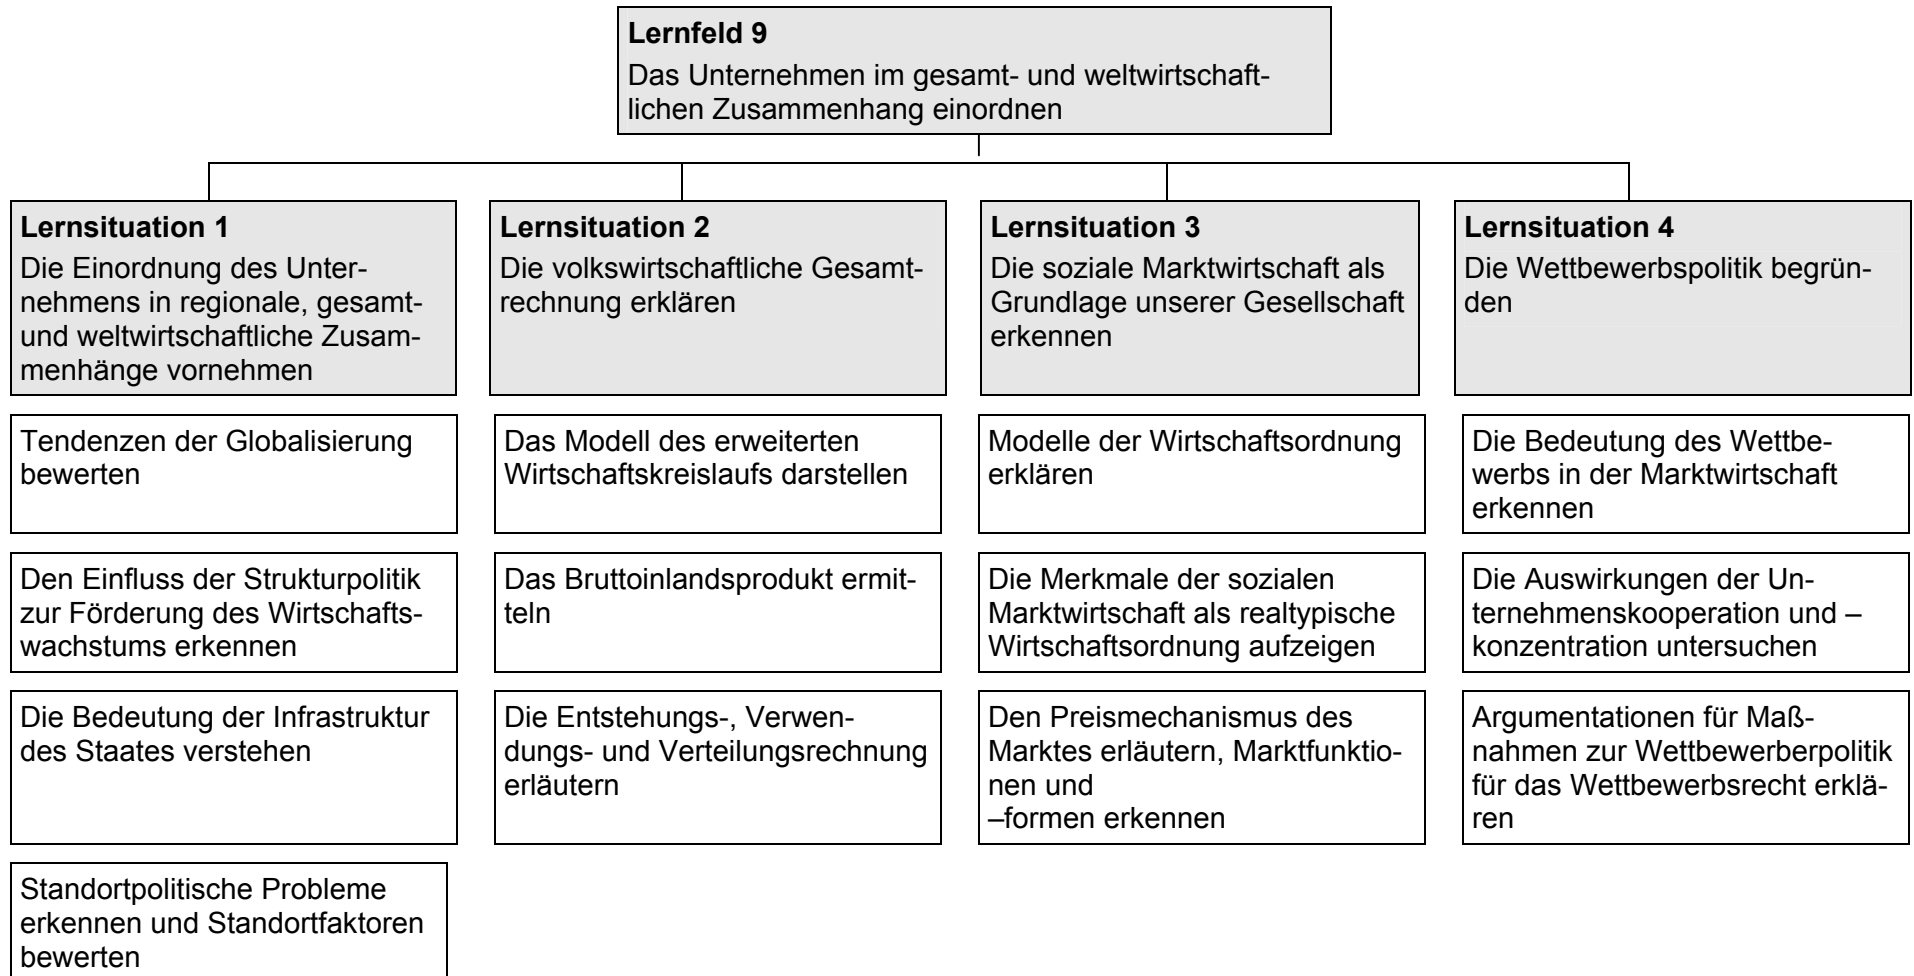 Lernfeld 9
Das Unternehmen im gesamt- und weltwirtschaft-
lichen Zusammenhang einordnen
Lernsituation 1
Die Einordnung des Unter-
nehmens in regionale, gesamt-
und weltwirtschaftliche Zusam-
menhänge vornehmen
Tendenzen der Globalisierung
bewerten
Den Einfluss der Strukturpolitik
zur Förderung des Wirtschafts-
wachstums erkennen
Die Bedeutung der Infrastruktur
des Staates verstehen
Standortpolitische Probleme
erkennen und Standortfaktoren
bewerten
Lernsituation 2
Die volkswirtschaftliche Gesamt-
rechnung erklären
Das Modell des erweiterten
Wirtschaftskreislaufs darstellen
Das Bruttoinlandsprodukt ermit-
teln
Die Entstehungs-, Verwen-
dungs- und Verteilungsrechnung
erläutern
Lernsituation 3
Die soziale Marktwirtschaft als
Grundlage unserer Gesellschaft
erkennen
Modelle der Wirtschaftsordnung
erklären
Die Merkmale der sozialen
Marktwirtschaft als realtypische
Wirtschaftsordnung aufzeigen
Den Preismechanismus des
Marktes erläutern, Marktfunktio-
nen und
–formen erkennen
Lernsituation 4
Die Wettbewerbspolitik begrün-
den
Die Bedeutung des Wettbe-
werbs in der Marktwirtschaft
erkennen
Die Auswirkungen der Un-
ternehmenskooperation und –
konzentration untersuchen
Argumentationen für Maß-
nahmen zur Wettbewerberpolitik
für das Wettbewerbsrecht erklä-
ren